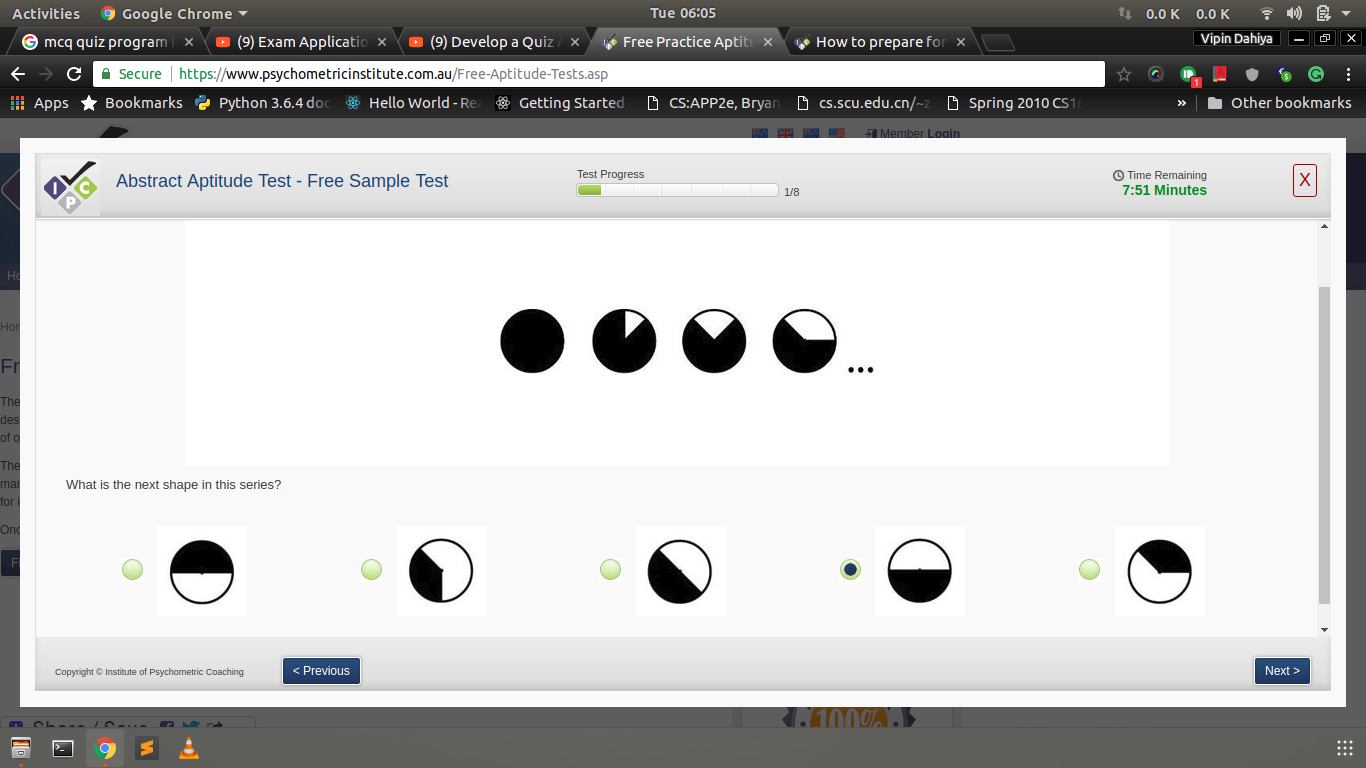 Activities Google Chrome Tue 06:05 0.0 K 0.0 K
mcq quiz program (9) Exam Applicatio (9) Develop a Quiz Free Practice Aptit How to prepare for Vipin Dahiya
Secure https://www.psychometricinstitute.com.au/Free-Aptitude-Tests.asp 1
Apps Bookmarks Python 3.6.4 doc Hello World - Rea Getting Started CS:APP2e, Bryan cs.scu.edu.cn/~z Spring 2010 CS1 » Other bookmarks
Member Login
I P C
Abstract Aptitude Test - Free Sample Test
Test Progress
1/8
Time Remaining
7:51 Minutes
X
...
What is the next shape in this series?
Copyright © Institute of Psychometric Coaching
< Previous
Next >
Share / Save
100%